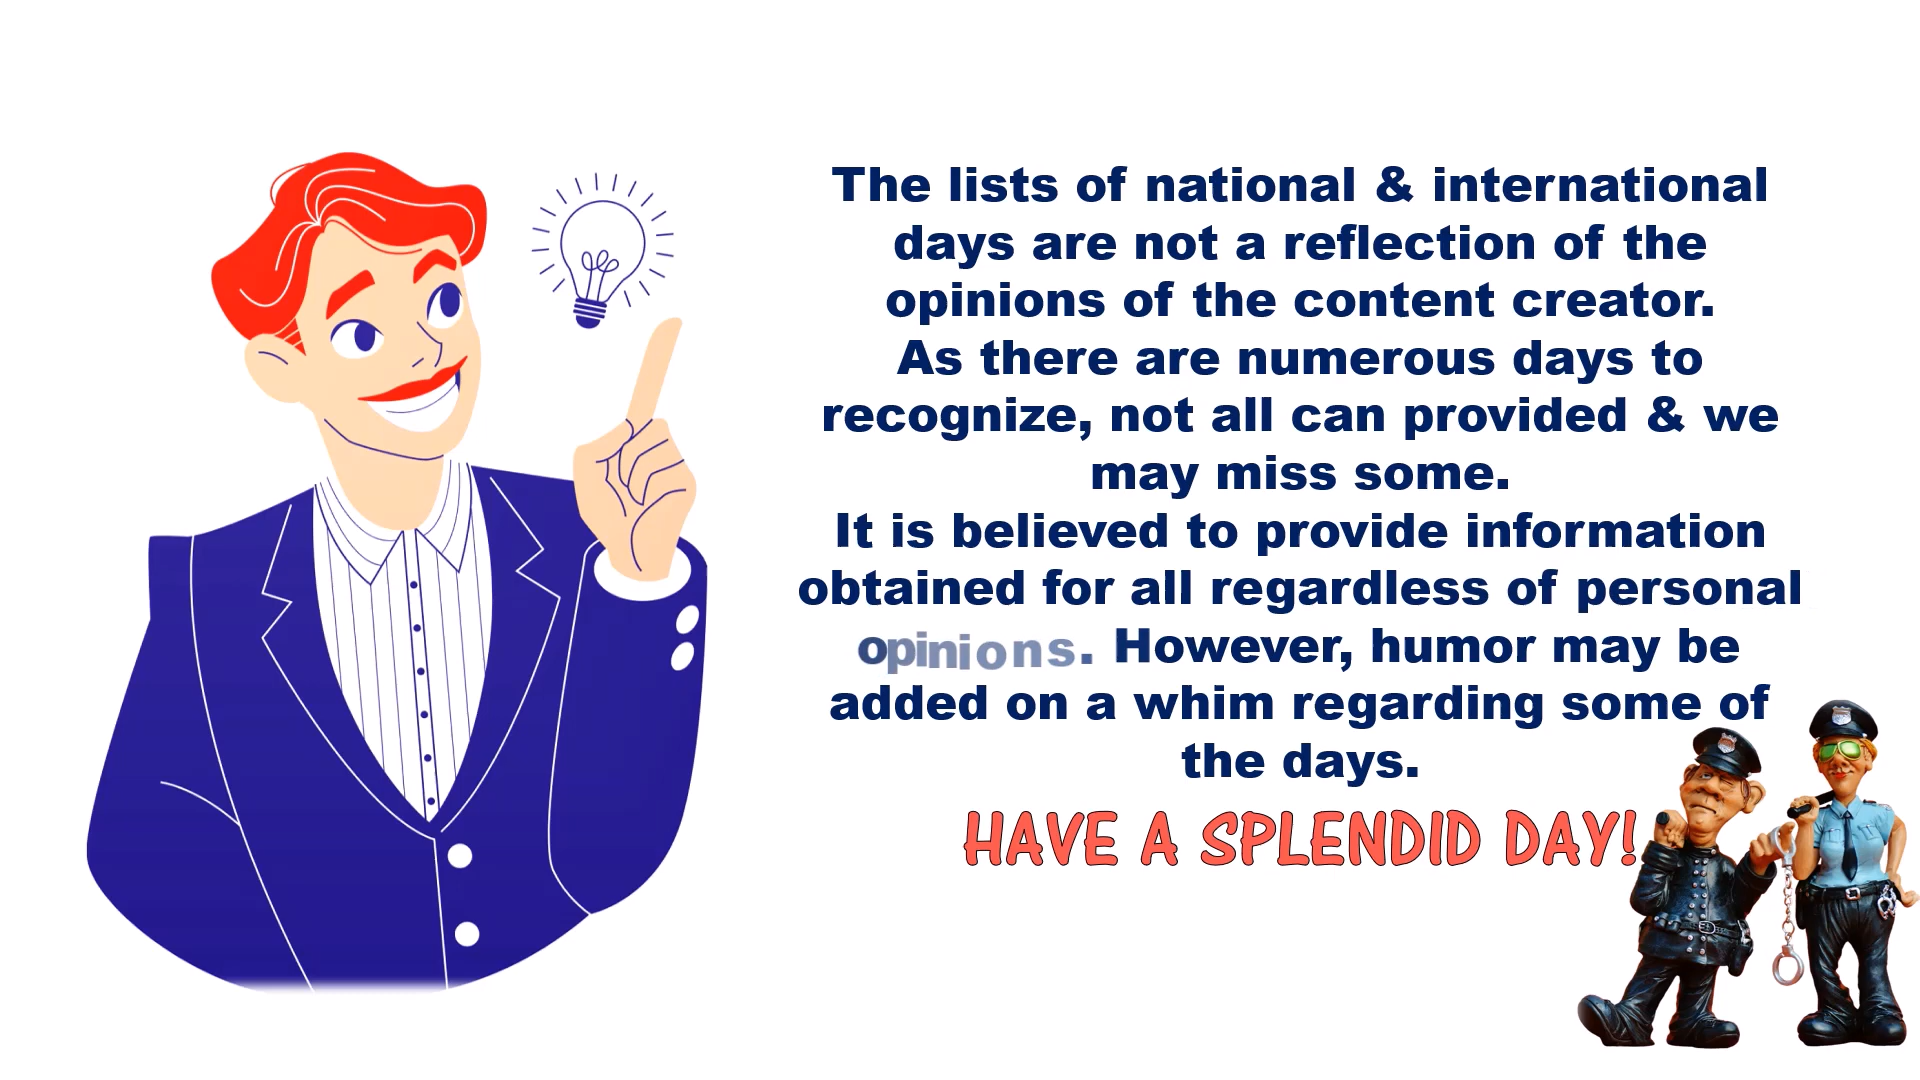 The lists of national & international
days are not a reflection of the
opinions of the content creator.
As there are numerous days to
recognize, not all can provided & we
may miss some.
It is believed to provide information
obtained for all regardless of personal
opinions. However, humor may be
added on a whim regarding some of
the days.
HAVE A SPLENDID DAY!